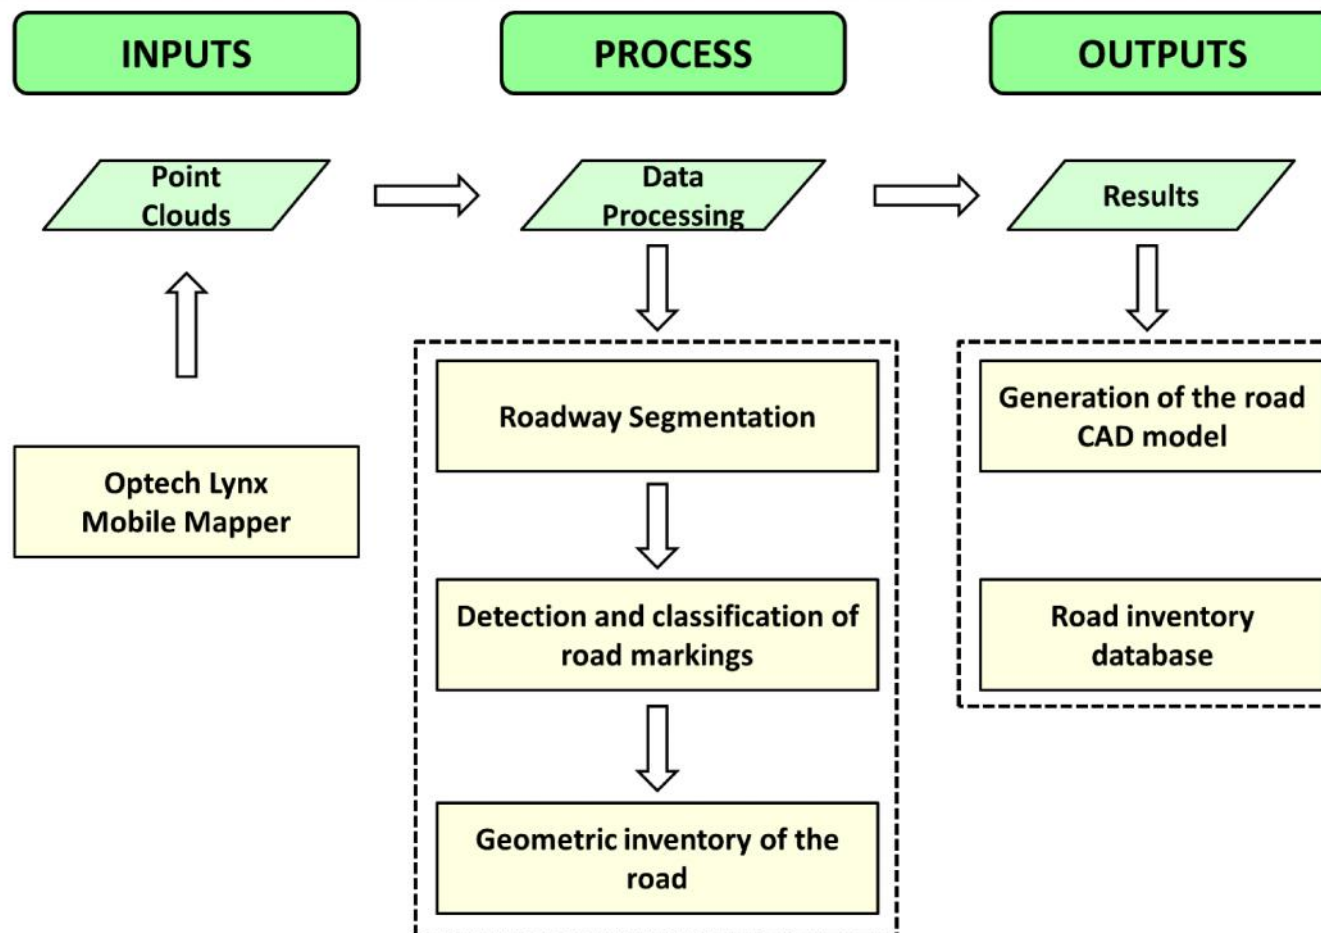 INPUTS
PROCESS
OUTPUTS
Point
Clouds
Data
Processing
Results
Optech Lynx
Mobile Mapper
Roadway Segmentation
Detection and classification of
road markings
Geometric inventory of the
road
Generation of the road
CAD model
Road inventory
database